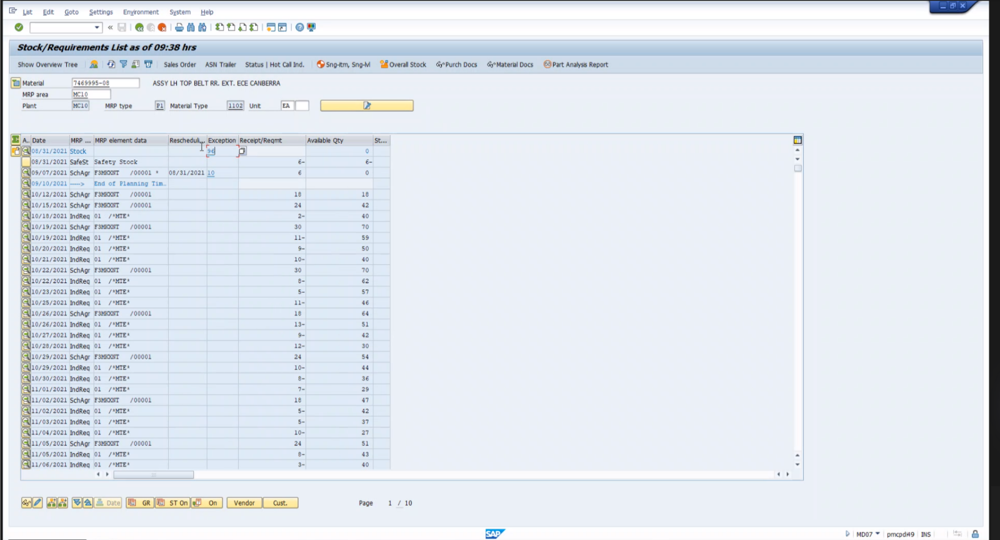 List Edit Goto Settings Environment System Help
Stock/Requirements List as of 09:38 hrs
Show Overview Tree Sales Order ASN Trailer Status | Hot Call Ind. Sng-itm, Sng-lvl Overall Stock Purch Docs Material Docs Part Analysis Report
Material 7469995-08 ASSY LH TOP BELT RR. EXT. ECE CANBERRA
MRP area MC10
Plant MC10 MRP type P1 Material Type 1102 Unit EA
A.. Date MRP ... MRP element data Rescheduli... Exception Receipt/Reqmt Available Qty St...
08/31/2021 Stock 96 0
08/31/2021 SafeSt Safety Stock 6- 6-
09/07/2021 SchAgr F3MKXNT /00001 * 08/31/2021 10 6 0
09/10/2021 -----> End of Planning Tim..
10/12/2021 SchAgr F3MKXNT /00001 18 18
10/15/2021 SchAgr F3MKXNT /00001 24 42
10/18/2021 IndReq 01 /*MTE* 2- 40
10/19/2021 SchAgr F3MKXNT /00001 30 70
10/19/2021 IndReq 01 /*MTE* 11- 59
10/20/2021 IndReq 01 /*MTE* 9- 50
10/21/2021 IndReq 01 /*MTE* 10- 40
10/22/2021 SchAgr F3MKXNT /00001 30 70
10/22/2021 IndReq 01 /*MTE* 8- 62
10/23/2021 IndReq 01 /*MTE* 5- 57
10/25/2021 IndReq 01 /*MTE* 11- 46
10/26/2021 SchAgr F3MKXNT /00001 18 64
10/26/2021 IndReq 01 /*MTE* 13- 51
10/27/2021 IndReq 01 /*MTE* 9- 42
10/28/2021 IndReq 01 /*MTE* 12- 30
10/29/2021 SchAgr F3MKXNT /00001 24 54
10/29/2021 IndReq 01 /*MTE* 10- 44
10/30/2021 IndReq 01 /*MTE* 8- 36
11/01/2021 IndReq 01 /*MTE* 7- 29
11/02/2021 SchAgr F3MKXNT /00001 18 47
11/02/2021 IndReq 01 /*MTE* 5- 42
11/03/2021 IndReq 01 /*MTE* 5- 37
11/04/2021 IndReq 01 /*MTE* 10- 27
11/05/2021 SchAgr F3MKXNT /00001 24 51
11/05/2021 IndReq 01 /*MTE* 8- 43
11/06/2021 IndReq 01 /*MTE* 3- 40
Date GR ST On On Vendor Cust. Page 1 / 10
SAP MD07 pmcpdi49 INS